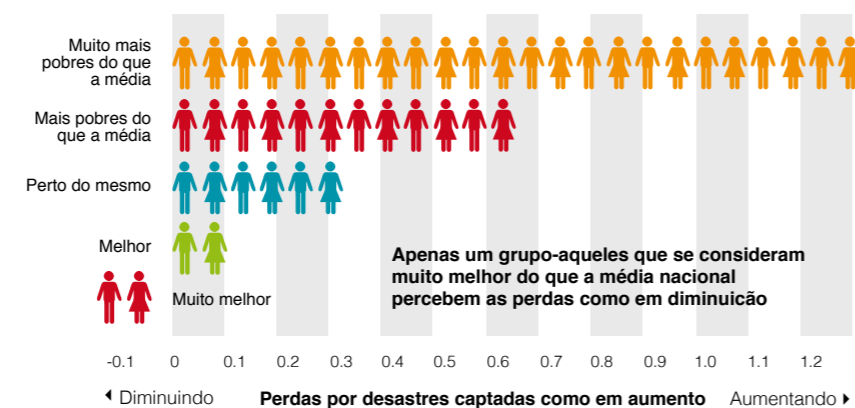 Muito mais
pobres do que
a média
Mais pobres do
que a média
Perto do mesmo
Melhor
Muito melhor
Apenas um grupo-aqueles que se consideram
muito melhor do que a média nacional
percebem as perdas como em diminuicão
-0.1 0 0.1 0.2 0.3 0.4 0.5 0.6 0.7 0.8 0.9 1.0 1.1 1.2
Diminuindo Perdas por desastres captadas como em aumento Aumentando